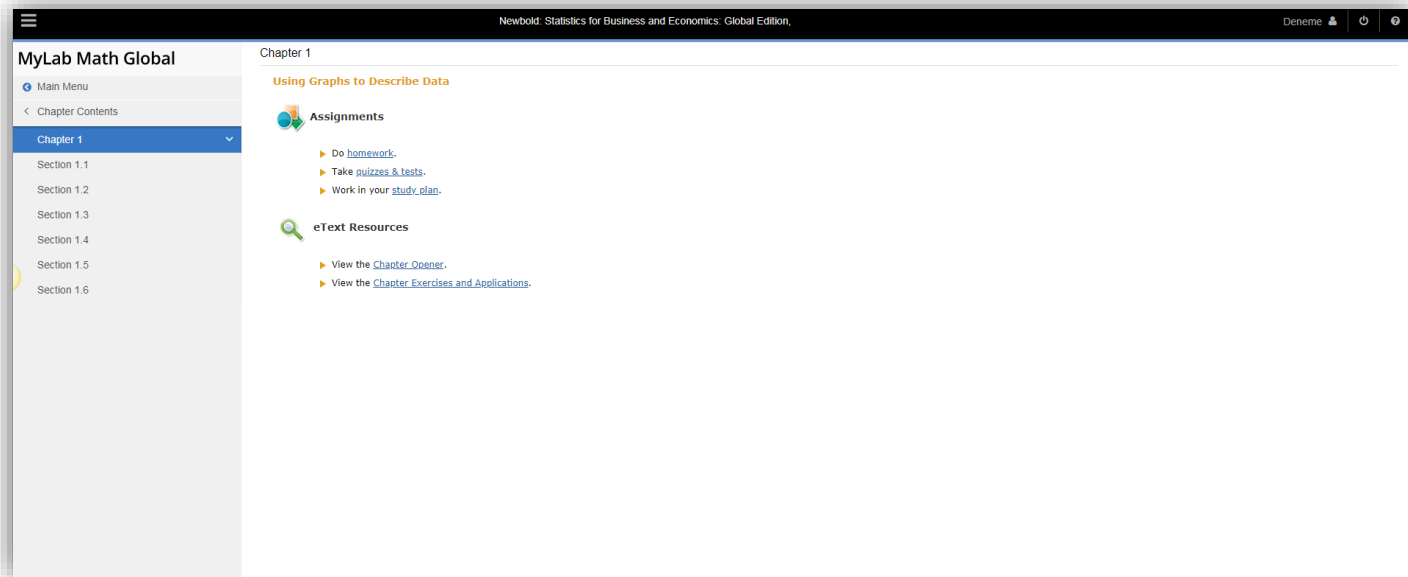 Newbold: Statistics for Business and Economics: Global Edition,
Deneme
MyLab Math Global
Main Menu
Chapter Contents
Chapter 1
Section 1.1
Section 1.2
Section 1.3
Section 1.4
Section 1.5
Section 1.6
Chapter 1
Using Graphs to Describe Data
Assignments
Do homework.
Take quizzes & tests.
Work in your study plan.
eText Resources
View the Chapter Opener.
View the Chapter Exercises and Applications.